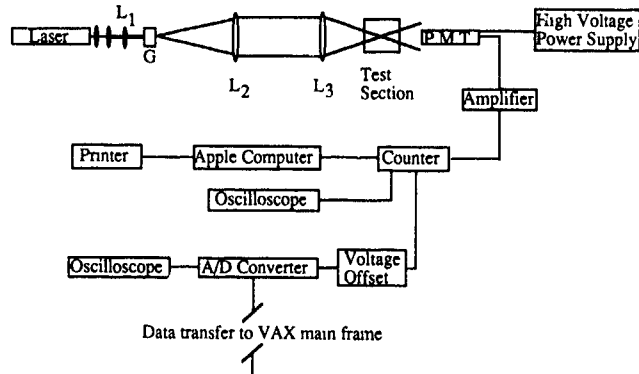 L1
High Voltage
Laser
P M T
Power Supply
G
L2
L3
Test
Section
Amplifier
Printer
Apple Computer
Counter
Oscilloscope
Oscilloscope
A/D Converter
Voltage
Offset
Data transfer to VAX main frame